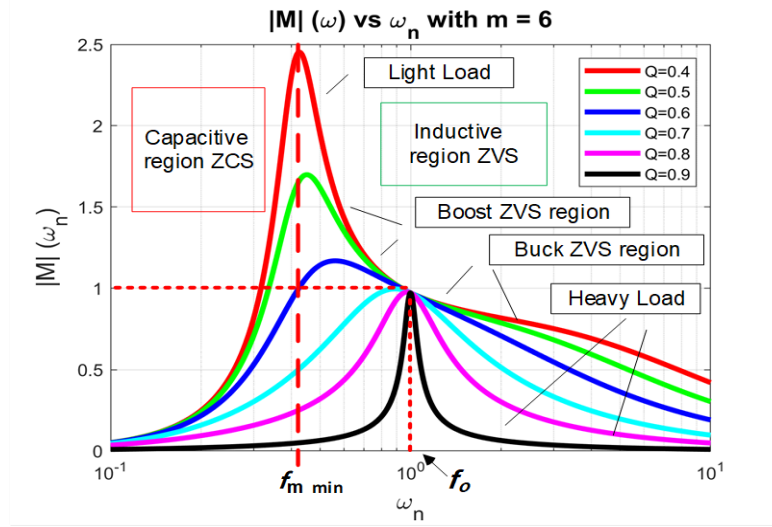 |M| (ω) vs ωn with m = 6
|M| (ωn)
2.5
2
1.5
1
0.5
0
Capacitive
region ZCS
Light Load
Inductive
region ZVS
Boost ZVS region
Buck ZVS region
Heavy Load
Q=0.4
Q=0.5
Q=0.6
Q=0.7
Q=0.8
Q=0.9
10-1
100
101
fm min
fo
ωn